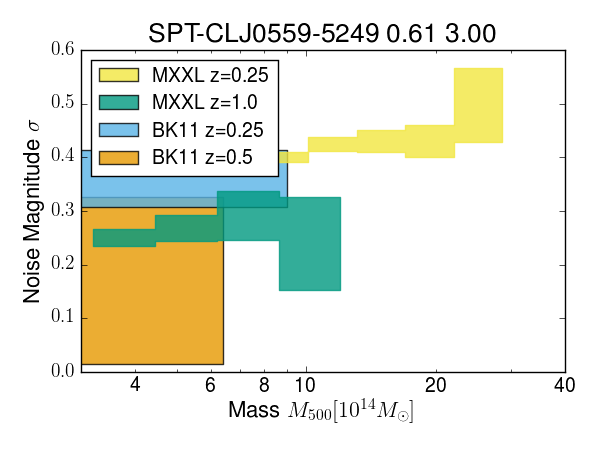 SPT-CLJ0559-5249 0.61 3.00
0.6
0.5
0.4
0.3
0.2
0.1
0.0
Noise Magnitude σ
MXXL z=0.25
MXXL z=1.0
BK11 z=0.25
BK11 z=0.5
4 6 8 10 20 40
Mass M₅₀₀[10¹⁴M⊙]